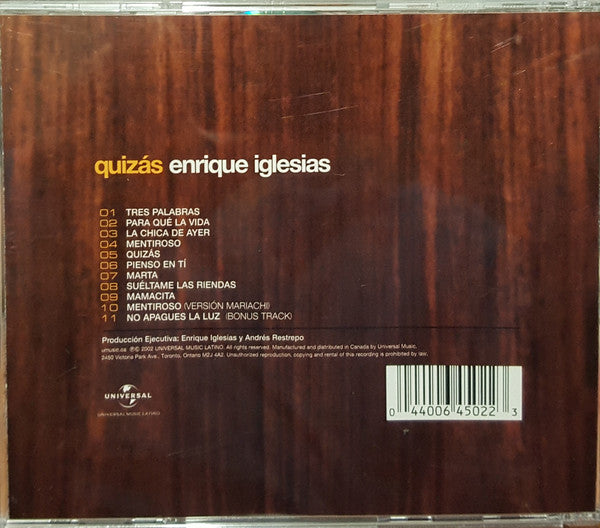 quizás enrique iglesias
01 TRES PALABRAS
02 PARA QUÉ LA VIDA
03 LA CHICA DE AYER
04 MENTIROSO
05 QUIZÁS
06 PIENSO EN TÍ
07 MARTA
08 SUÉLTAME LAS RIENDAS
09 MAMACITA
10 MENTIROSO (VERSIÓN MARIACHI)
11 NO APAGUES LA LUZ (BONUS TRACK)
Producción Ejecutiva: Enrique Iglesias y Andrés Restrepo
umusic.ca ℗© 2002 UNIVERSAL MUSIC LATINO. All rights reserved. Manufactured and distributed in Canada by Universal Music,
2450 Victoria Park Ave., Toronto, Ontario M2J 4A2. Unauthorized reproduction, copying and rental of this recording is prohibited by law.
UNIVERSAL
UNIVERSAL MUSIC LATINO
0 44006 45022 3